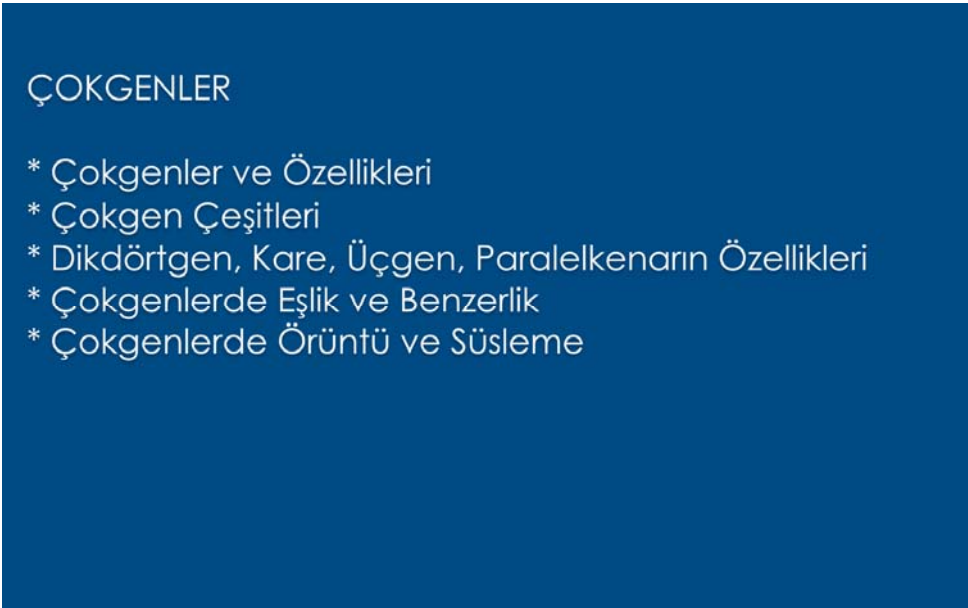 ÇOKGENLER
* Çokgenler ve Özellikleri
* Çokgen Çeşitleri
* Dikdörtgen, Kare, Üçgen, Paralelkenarın Özellikleri
* Çokgenlerde Eşlik ve Benzerlik
* Çokgenlerde Örüntü ve Süsleme